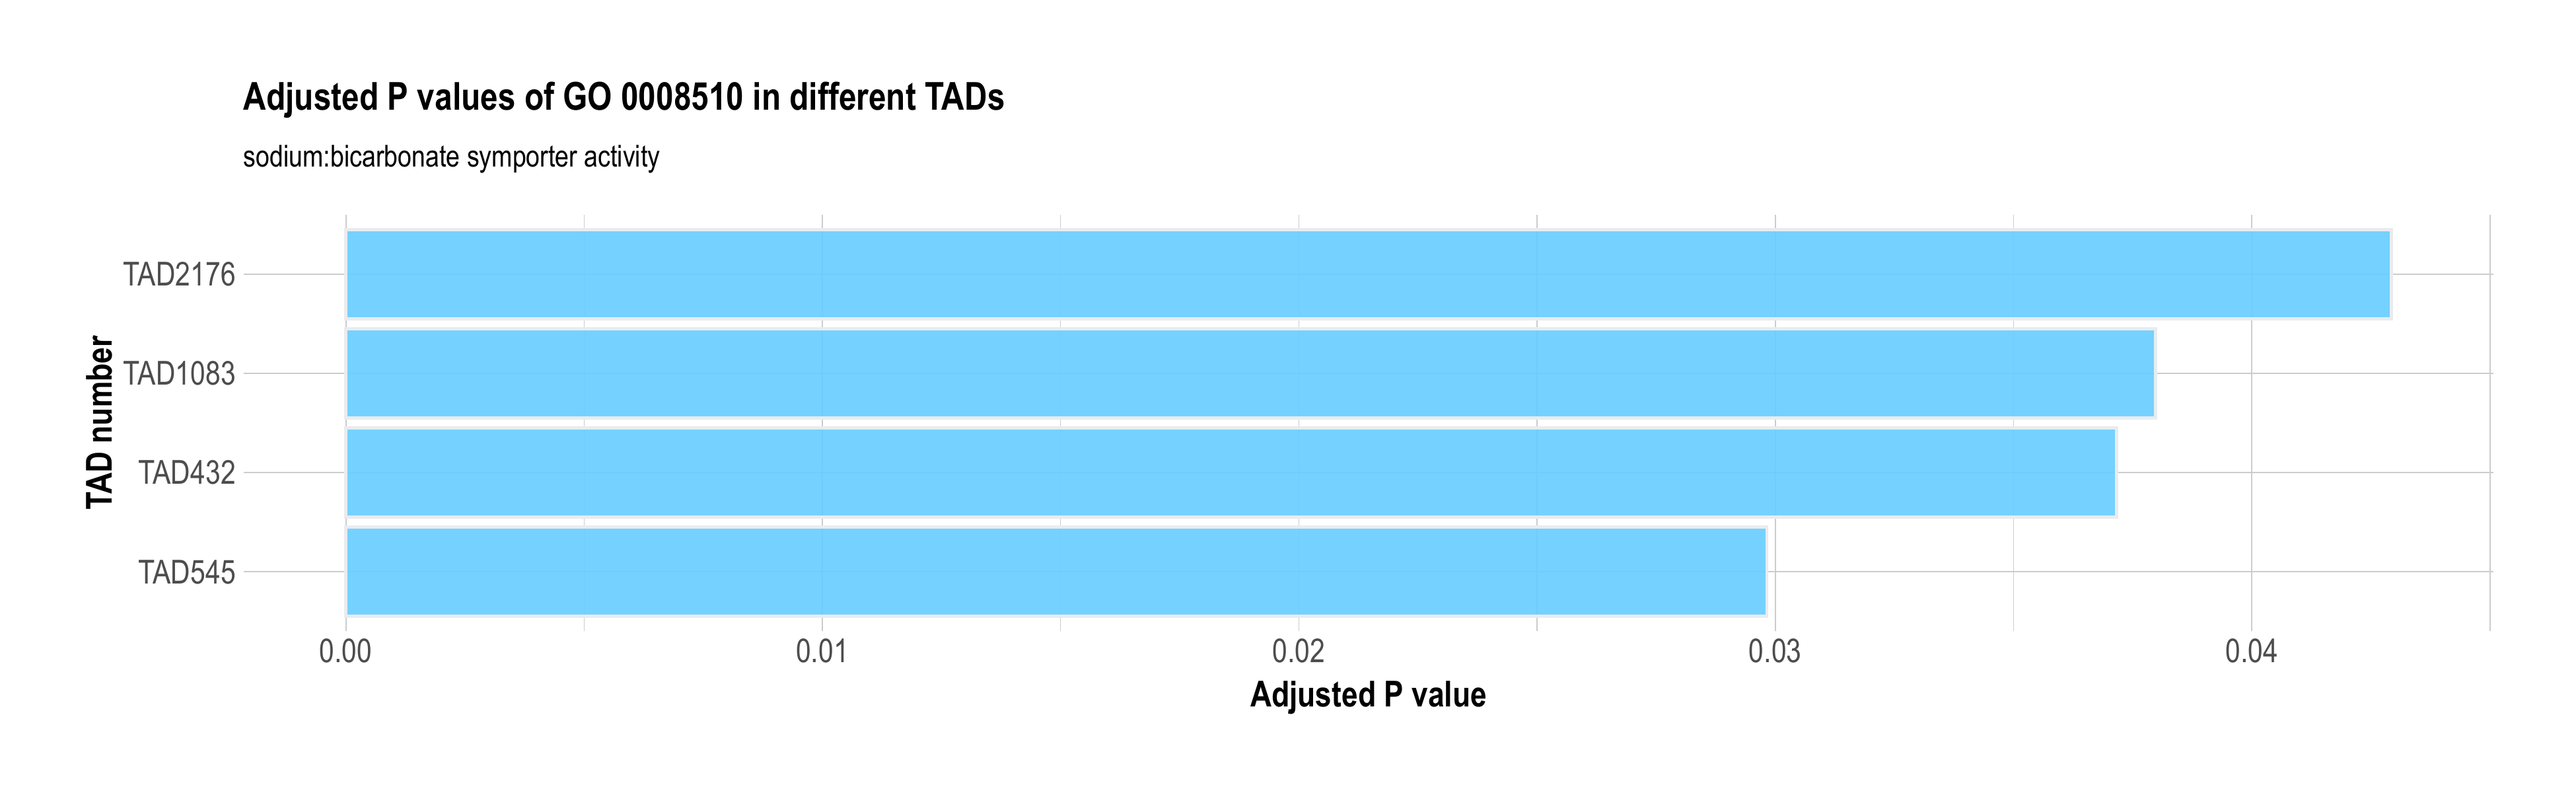 Adjusted P values of GO 0008510 in different TADs
sodium:bicarbonate symporter activity
TAD number
TAD2176
TAD1083
TAD432
TAD545
0.00 0.01 0.02 0.03 0.04
Adjusted P value